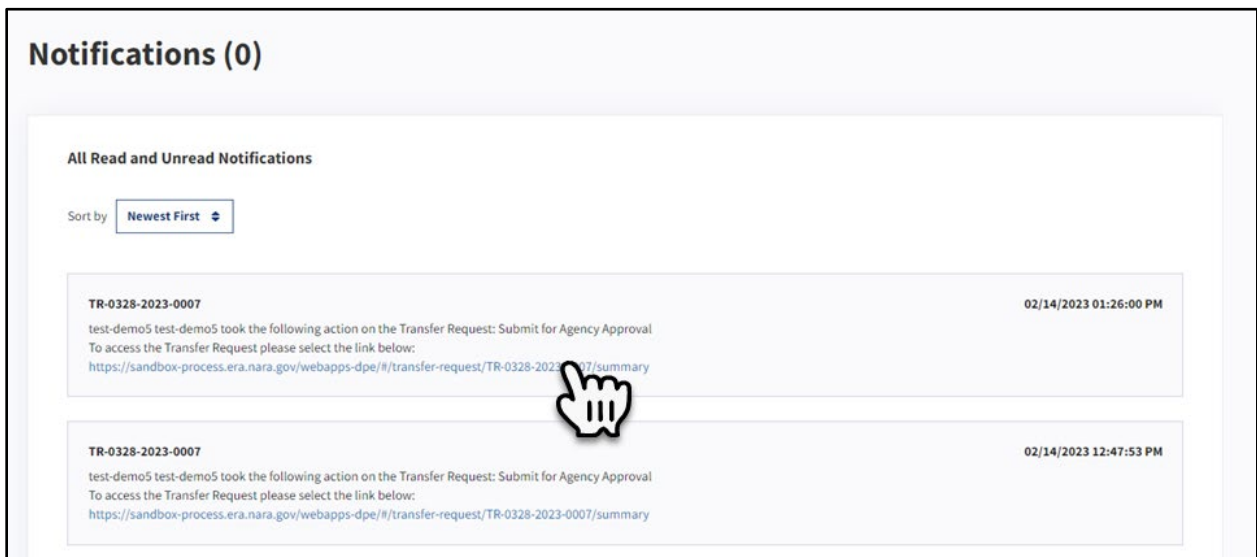 Notifications (0)
All Read and Unread Notifications
Sort by Newest First
TR-0328-2023-0007 02/14/2023 01:26:00 PM
test-demo5 test-demo5 took the following action on the Transfer Request: Submit for Agency Approval
To access the Transfer Request please select the link below:
https://sandbox-process.era.nara.gov/webapps-dpe/#/transfer-request/TR-0328-2023 07/summary
TR-0328-2023-0007 02/14/2023 12:47:53 PM
test-demo5 test-demo5 took the following action on the Transfer Request: Submit for Agency Approval
To access the Transfer Request please select the link below:
https://sandbox-process.era.nara.gov/webapps-dpe/#/transfer-request/TR-0328-2023-0007/summary